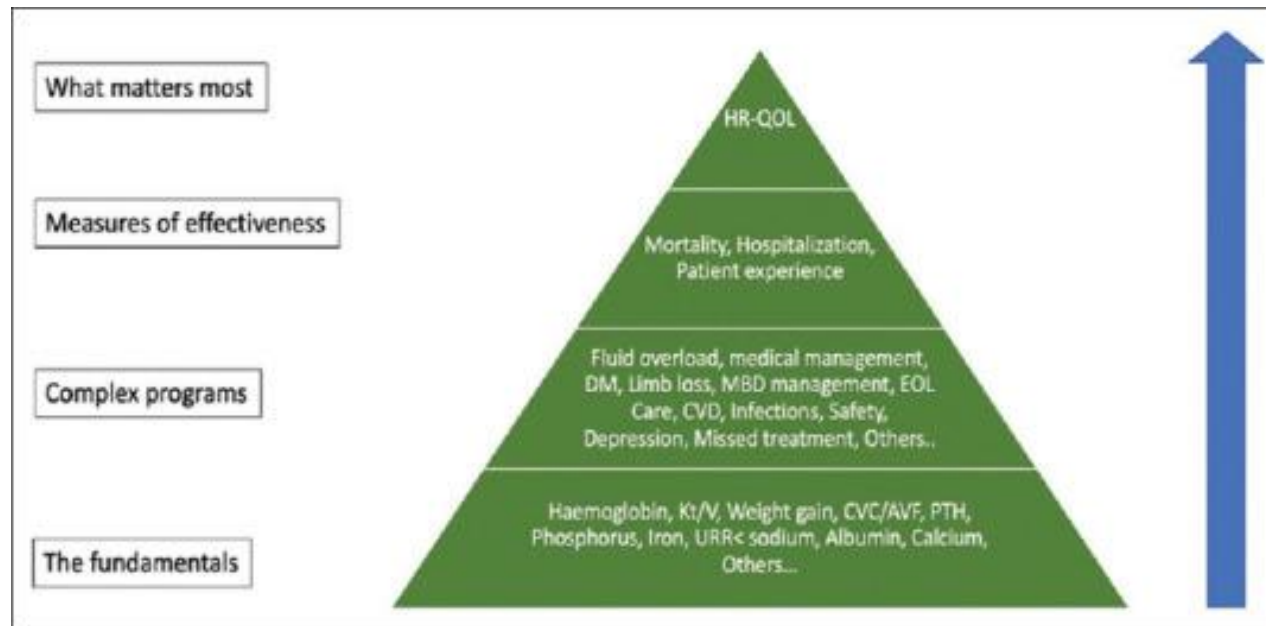 What matters most
HR-QOL
Measures of effectiveness
Mortality, Hospitalization,
Patient experience
Complex programs
Fluid overload, medical management,
DM, Limb loss, MBD management, EOL
Care, CVD, Infections, Safety,
Depression, Missed treatment, Others..
The fundamentals
Haemoglobin, Kt/V, Weight gain, CVC/AVF, PTH,
Phosphorus, Iron, URR< sodium, Albumin, Calcium,
Others...